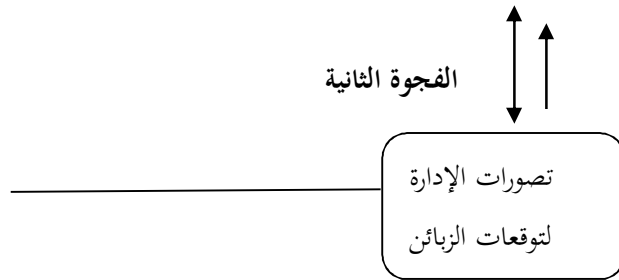 الفجوة الثانية
تصورات الإدارة
لتوقعات الزبائن